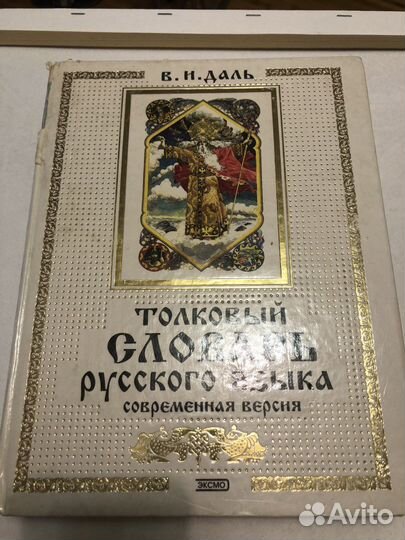 В. И. ДАЛЬ
ТОЛКОВЫЙ
СЛОВАРЬ
РУССКОГО ЯЗЫКА
СОВРЕМЕННАЯ ВЕРСИЯ
ЭКСМО
Avito